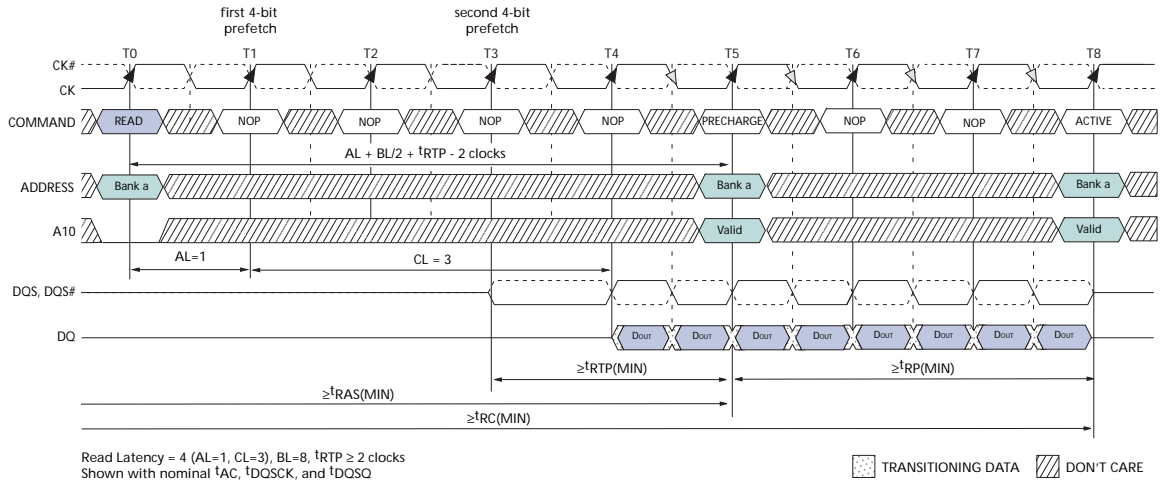 first 4-bit
prefetch
second 4-bit
prefetch
T0 T1 T2 T3 T4 T5 T6 T7 T8
CK#
CK
COMMAND READ NOP NOP NOP NOP PRECHARGE NOP NOP ACTIVE
AL + BL/2 + tRTP - 2 clocks
ADDRESS Bank a Bank a Bank a
A10 Valid Valid
AL=1 CL = 3
DQS, DQS#
DQ DOUT DOUT DOUT DOUT DOUT DOUT DOUT DOUT
≥tRTP(MIN) ≥tRP(MIN)
≥tRAS(MIN)
≥tRC(MIN)
Read Latency = 4 (AL=1, CL=3), BL=8, tRTP ≥ 2 clocks
Shown with nominal tAC, tDQSCK, and tDQSQ
TRANSITIONING DATA DON'T CARE